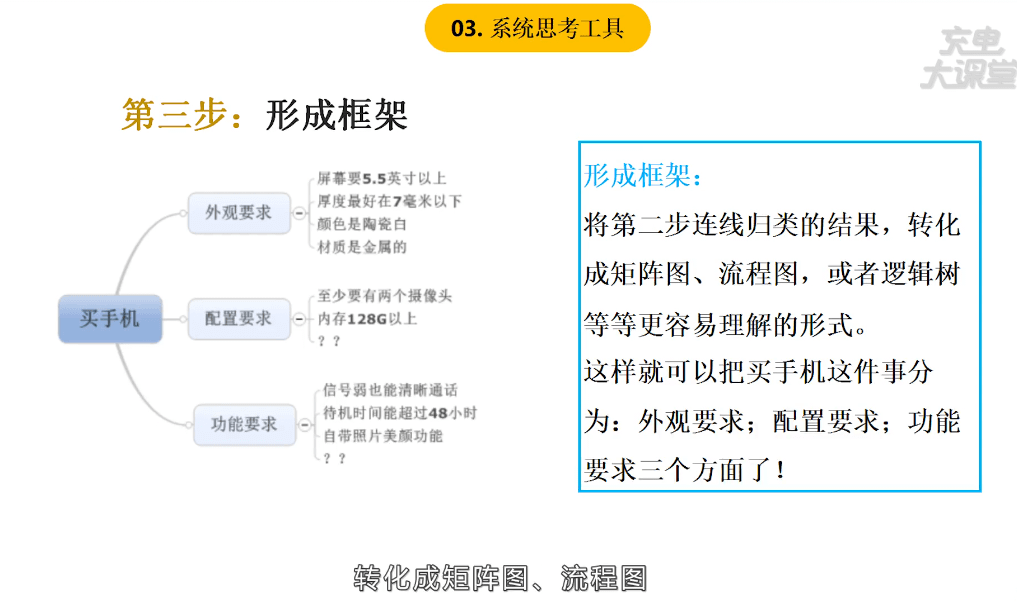 03. 系统思考工具
充电
大课堂
第三步：形成框架
买手机
外观要求
屏幕要5.5英寸以上
厚度最好在7毫米以下
颜色是陶瓷白
材质是金属的
配置要求
至少要有两个摄像头
内存128G以上
？？
功能要求
信号弱也能清晰通话
待机时间能超过48小时
自带照片美颜功能
？？
形成框架：
将第二步连线归类的结果，转化
成矩阵图、流程图，或者逻辑树
等等更容易理解的形式。
这样就可以把买手机这件事分
为：外观要求；配置要求；功能
要求三个方面了！
转化成矩阵图、流程图